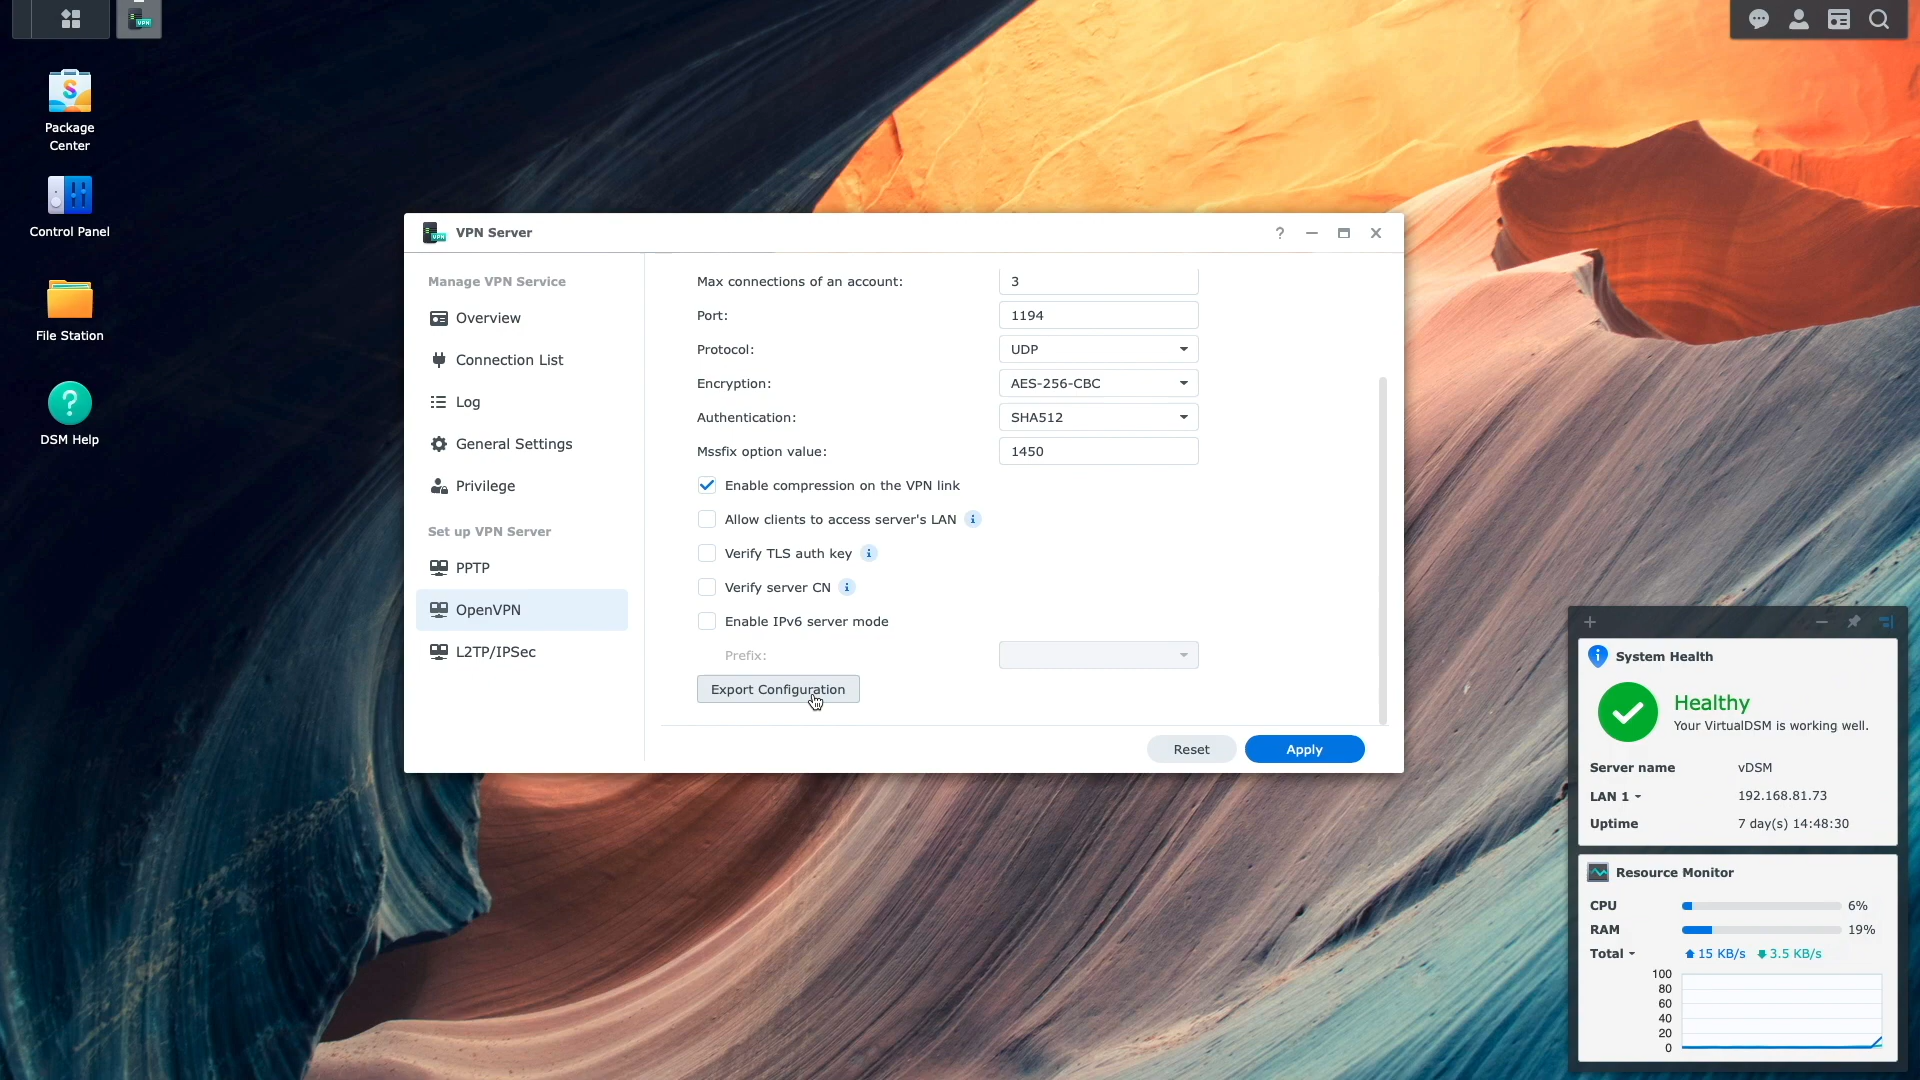 Package
Center
Control Panel
File Station
DSM Help
VPN Server
Manage VPN Service
Overview
Connection List
Log
General Settings
Privilege
Set up VPN Server
PPTP
OpenVPN
L2TP/IPSec
Max connections of an account: 3
Port: 1194
Protocol: UDP
Encryption: AES-256-CBC
Authentication: SHA512
Mssfix option value: 1450
Enable compression on the VPN link
Allow clients to access server's LAN
Verify TLS auth key
Verify server CN
Enable IPv6 server mode
Prefix:
Export Configuration
Reset Apply
System Health
Healthy
Your VirtualDSM is working well.
Server name vDSM
LAN 1 192.168.81.73
Uptime 7 day(s) 14:48:30
Resource Monitor
CPU 6%
RAM 19%
Total 15 KB/s 3.5 KB/s
100
80
60
40
20
0